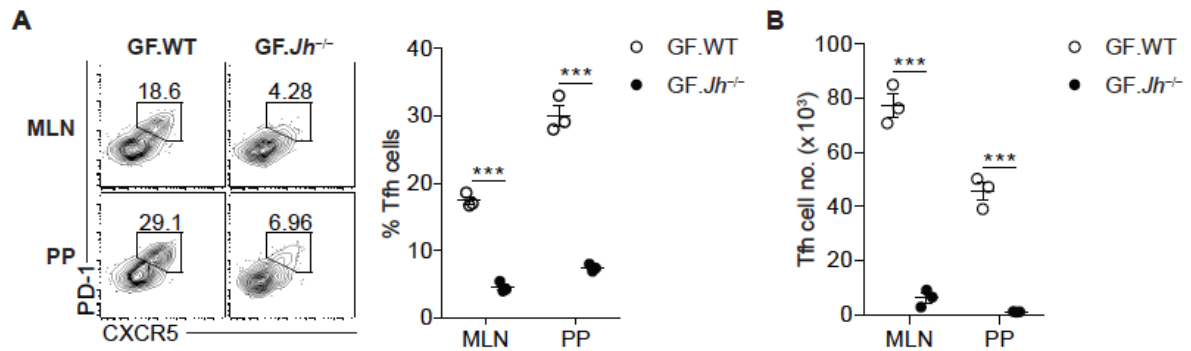 A
GF.WT GF.Jh⁻/⁻
MLN
18.6
4.28
PP
29.1
6.96
PD-1
CXCR5
40
30
20
10
0
% Tfh cells
***
***
MLN PP
GF.WT
GF.Jh⁻/⁻
B
100
80
60
40
20
0
Tfh cell no. (x 10³)
***
***
MLN PP
GF.WT
GF.Jh⁻/⁻